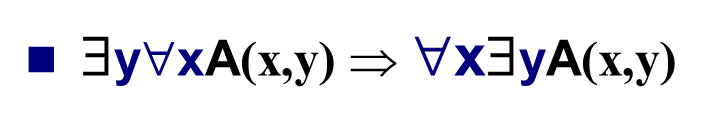 ■ ∃y∀xA(x,y) ⇒ ∀x∃yA(x,y)